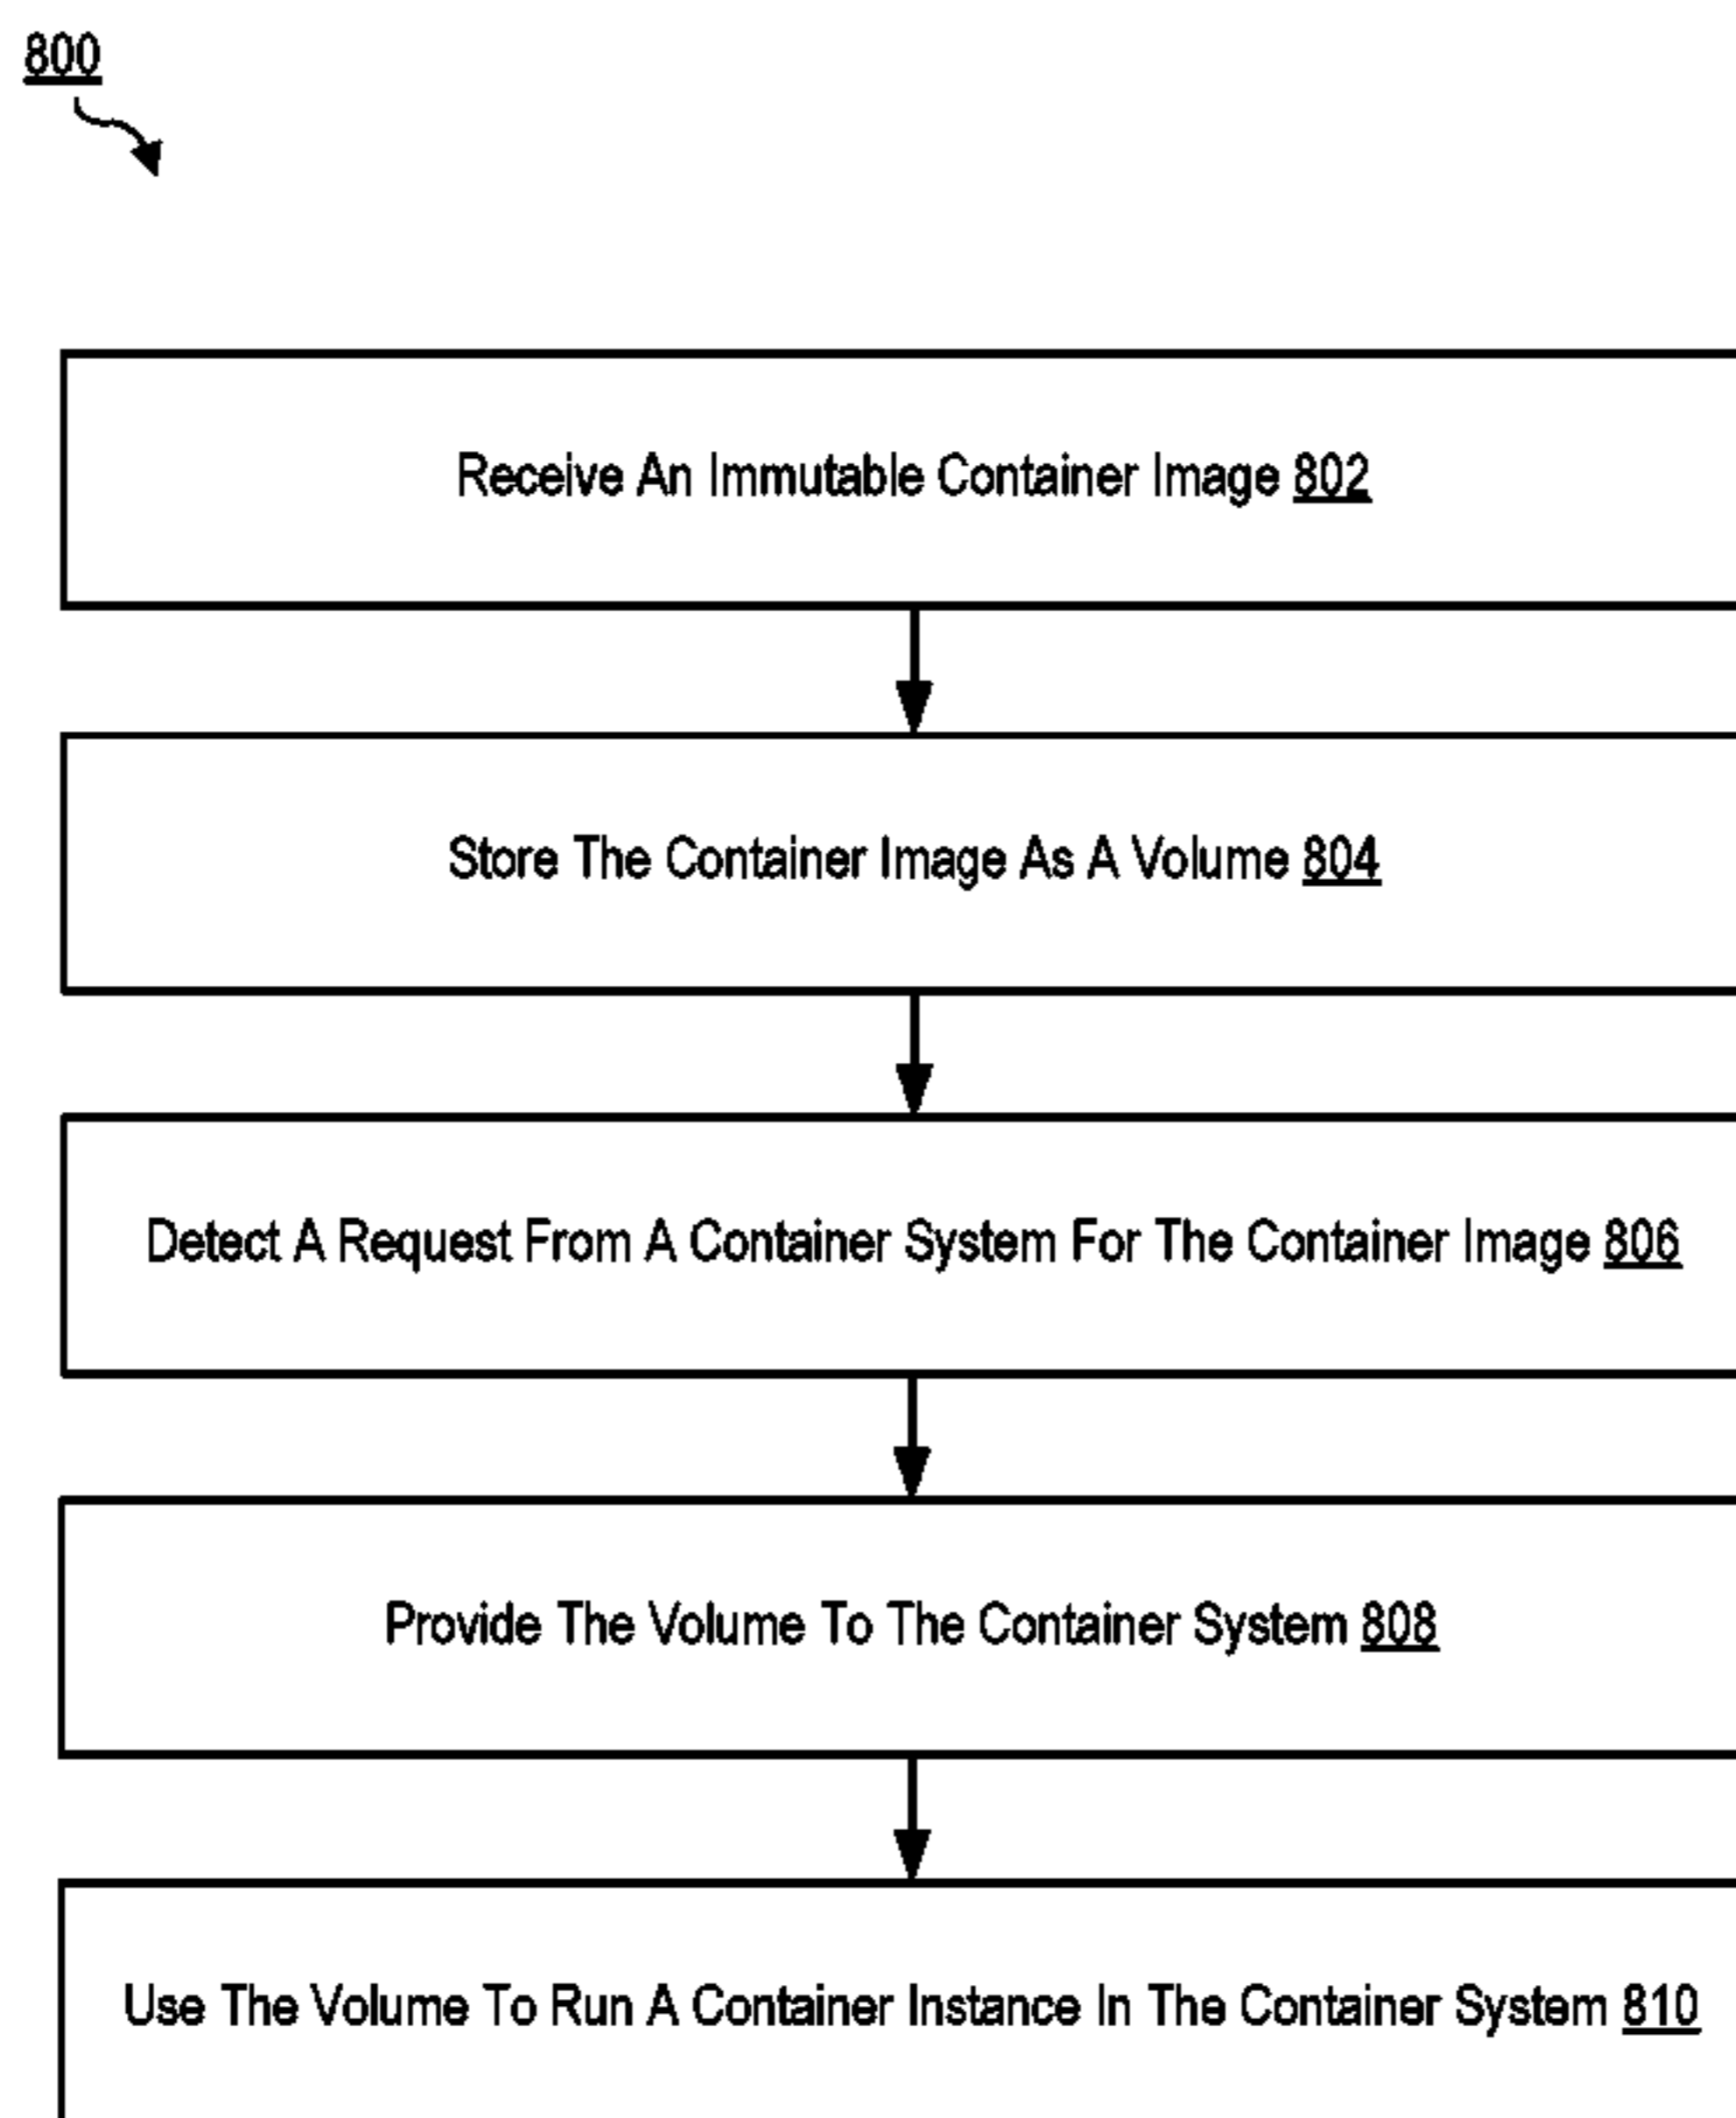 800
Receive An Immutable Container Image 802
Store The Container Image As A Volume 804
Detect A Request From A Container System For The Container Image 806
Provide The Volume To The Container System 808
Use The Volume To Run A Container Instance In The Container System 810